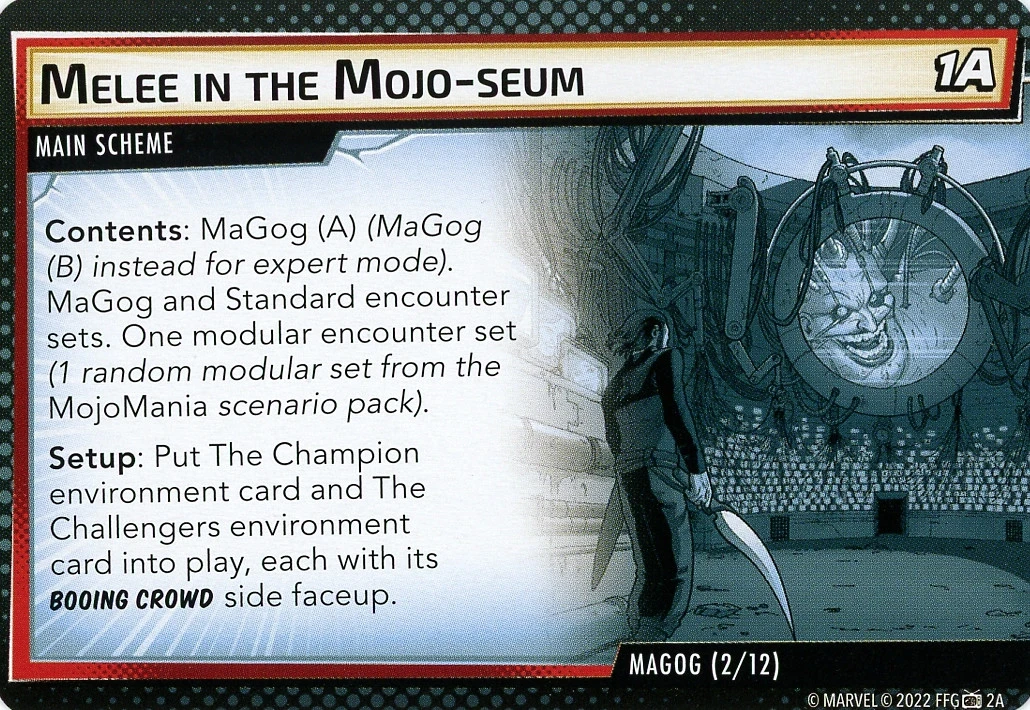 MELEE IN THE MOJO-SEUM
1A
MAIN SCHEME
Contents: MaGog (A) (MaGog
(B) instead for expert mode).
MaGog and Standard encounter
sets. One modular encounter set
(1 random modular set from the
MojoMania scenario pack).
Setup: Put The Champion
environment card and The
Challengers environment
card into play, each with its
BOOING CROWD side faceup.
MAGOG (2/12)
© MARVEL © 2022 FFG 2A